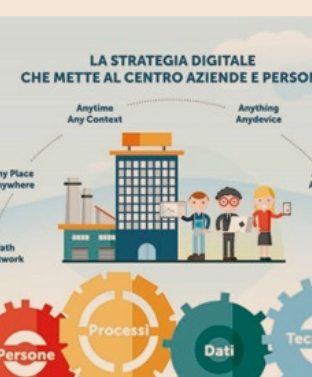 LA STRATEGIA DIGITALE
CHE METTE AL CENTRO AZIENDE E PERSON
Anytime
Any Context
Anything
Anydevice
ny Place
nywhere
ath
twork
Persone
Processi
Dati
Tec